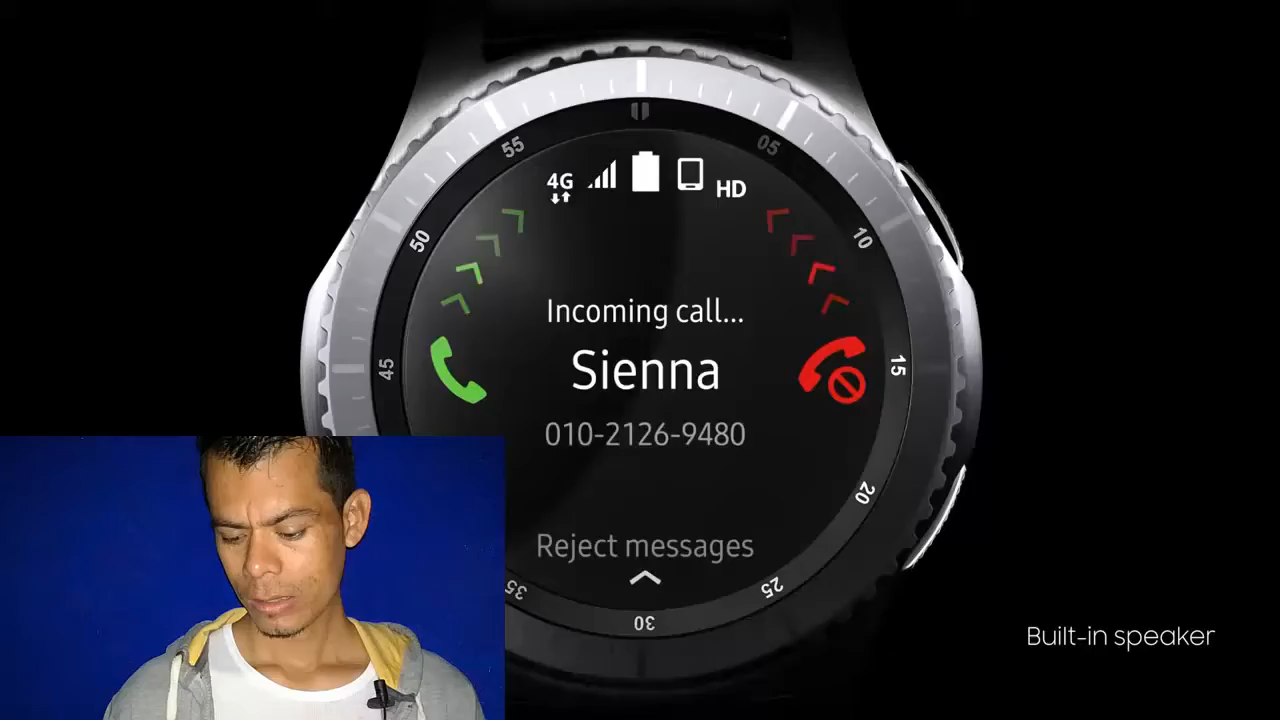 55
05
4G
HD
50
10
Incoming call...
Sienna
45
15
010-2126-9480
20
Reject messages
35
25
30
Built-in speaker